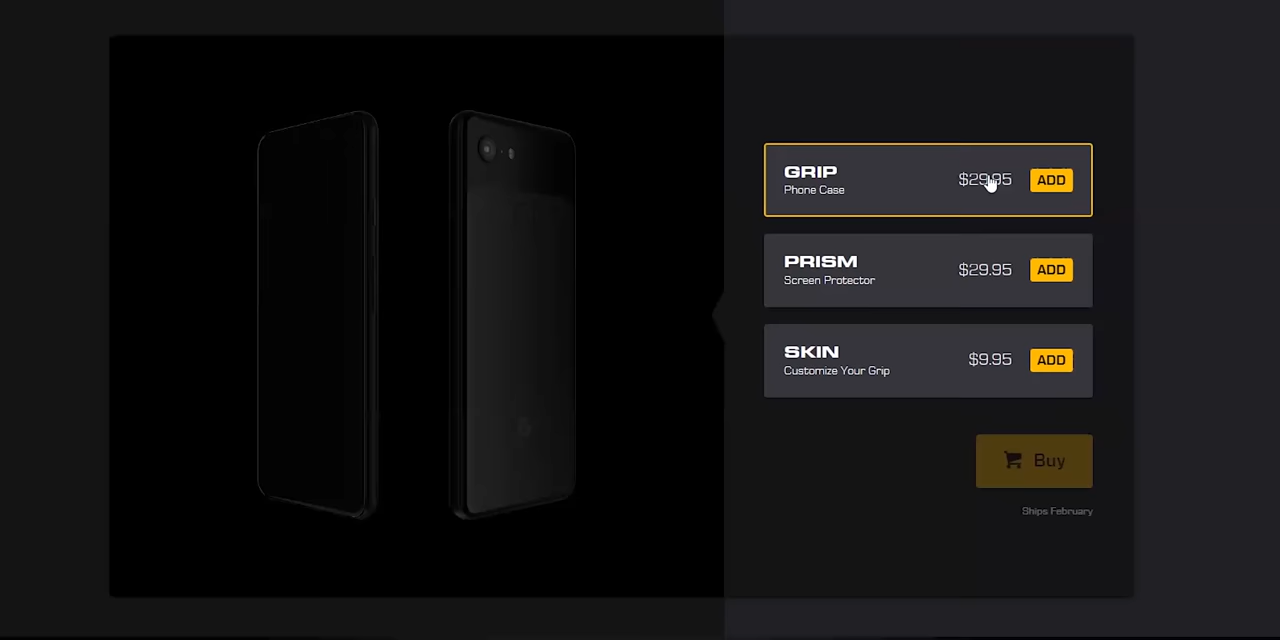 GRIP
Phone Case
$29.95
ADD
PRISM
Screen Protector
$29.95
ADD
SKIN
Customize Your Grip
$9.95
ADD
Buy
Ships February